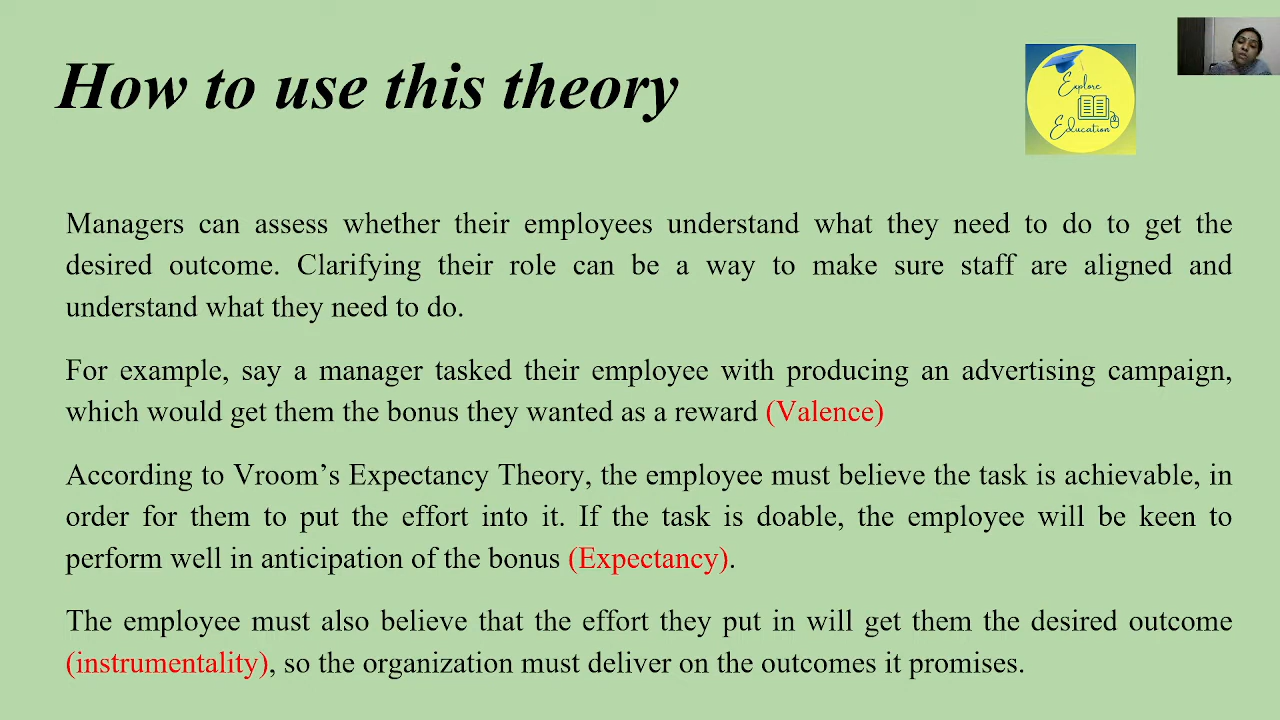 How to use this theory
Explore
Education
Managers can assess whether their employees understand what they need to do to get the
desired outcome. Clarifying their role can be a way to make sure staff are aligned and
understand what they need to do.
For example, say a manager tasked their employee with producing an advertising campaign,
which would get them the bonus they wanted as a reward (Valence)
According to Vroom’s Expectancy Theory, the employee must believe the task is achievable, in
order for them to put the effort into it. If the task is doable, the employee will be keen to
perform well in anticipation of the bonus (Expectancy).
The employee must also believe that the effort they put in will get them the desired outcome
(instrumentality), so the organization must deliver on the outcomes it promises.